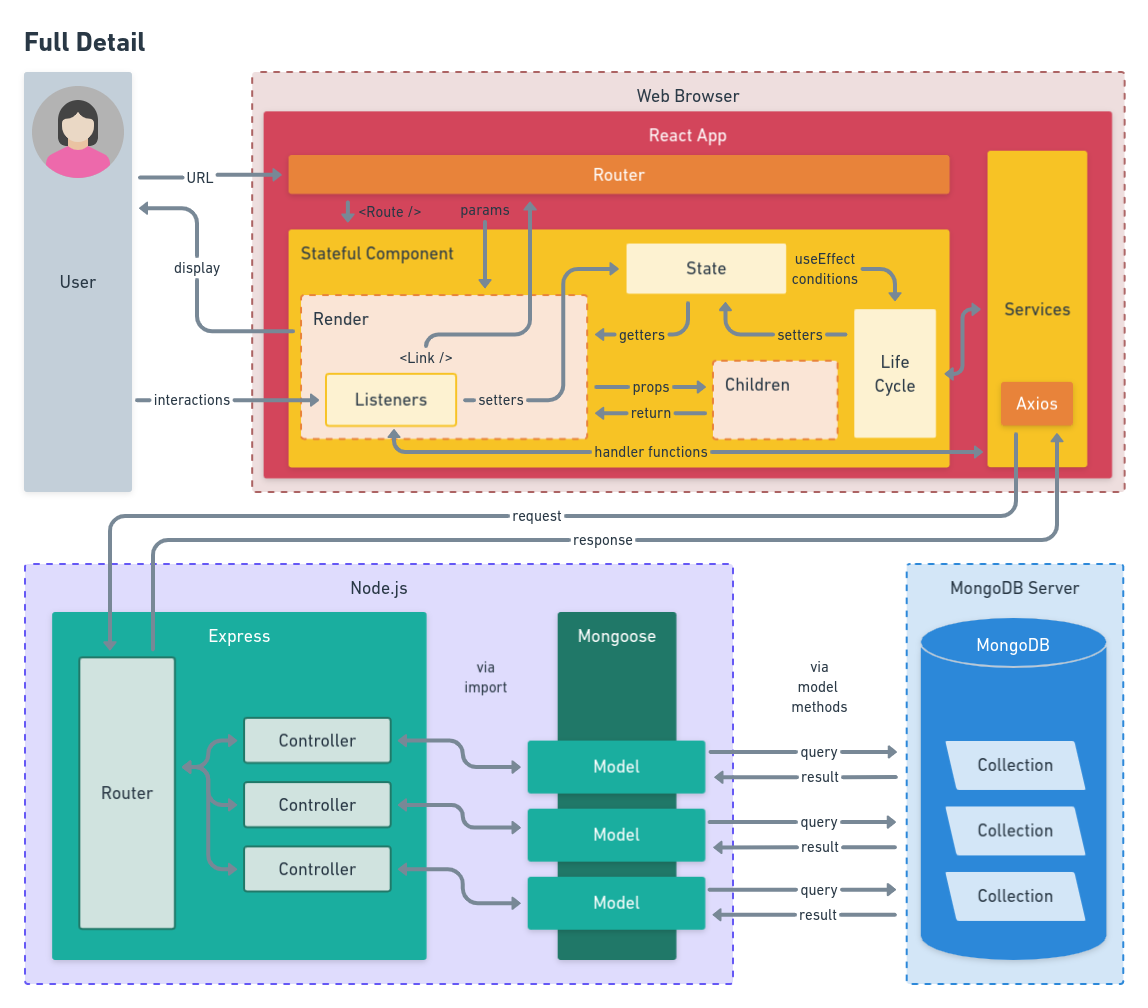 Full Detail
Web Browser
React App
Router
URL
<Route />
params
Stateful Component
State
useEffect
conditions
display
User
Render
<Link />
getters
setters
Life
Cycle
Services
props
return
Children
interactions
Listeners
setters
Axios
handler functions
request
response
Node.js
MongoDB Server
Express
Mongoose
MongoDB
via
import
via
model
methods
Router
Controller
Controller
Controller
Model
Model
Model
query
result
query
result
query
result
Collection
Collection
Collection